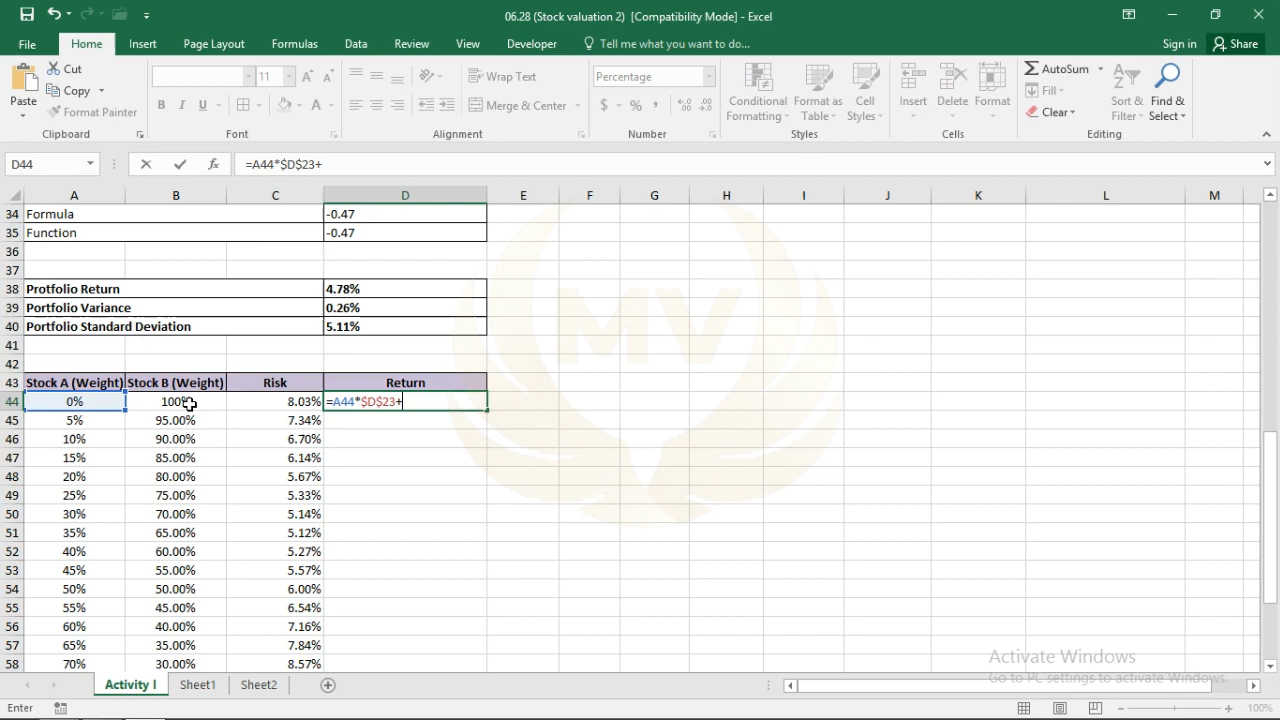 06.28 (Stock valuation 2) [Compatibility Mode] - Excel
File Home Insert Page Layout Formulas Data Review View Developer Tell me what you want to do... Sign in Share
Paste Cut Copy Format Painter Clipboard
11 B I U A A A Font
Wrap Text Merge & Center Alignment
Percentage $ % , Number
Conditional Formatting Format as Table Cell Styles Styles
Insert Delete Format Cells
AutoSum Fill Clear Sort & Filter Find & Select Editing
D44 fx =A44*$D$23+
A B C D E F G H I J K L M
34 Formula -0.47
35 Function -0.47
36
37
38 Protfolio Return 4.78%
39 Portfolio Variance 0.26%
40 Portfolio Standard Deviation 5.11%
41
42
43 Stock A (Weight) Stock B (Weight) Risk Return
44 0% 100% 8.03% =A44*$D$23+
45 5% 95.00% 7.34%
46 10% 90.00% 6.70%
47 15% 85.00% 6.14%
48 20% 80.00% 5.67%
49 25% 75.00% 5.33%
50 30% 70.00% 5.14%
51 35% 65.00% 5.12%
52 40% 60.00% 5.27%
53 45% 55.00% 5.57%
54 50% 50.00% 6.00%
55 55% 45.00% 6.54%
56 60% 40.00% 7.16%
57 65% 35.00% 7.84%
58 70% 30.00% 8.57%
MV
Activate Windows
Go to PC settings to activate Windows.
Activity I Sheet1 Sheet2
Enter 100%